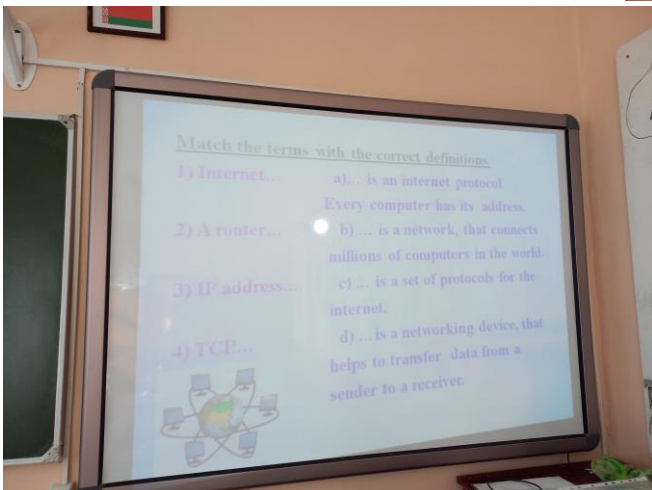 Match the terms with the correct definitions.
1) Internet...
a)... is an internet protocol.
Every computer has its address.
2) A router...
b) ... is a network, that connects
millions of computers in the world.
3) IP address....
c) ... is a set of protocols for the
internet.
4) TCP...
d) ... is a networking device, that
helps to transfer data from a
sender to a receiver.